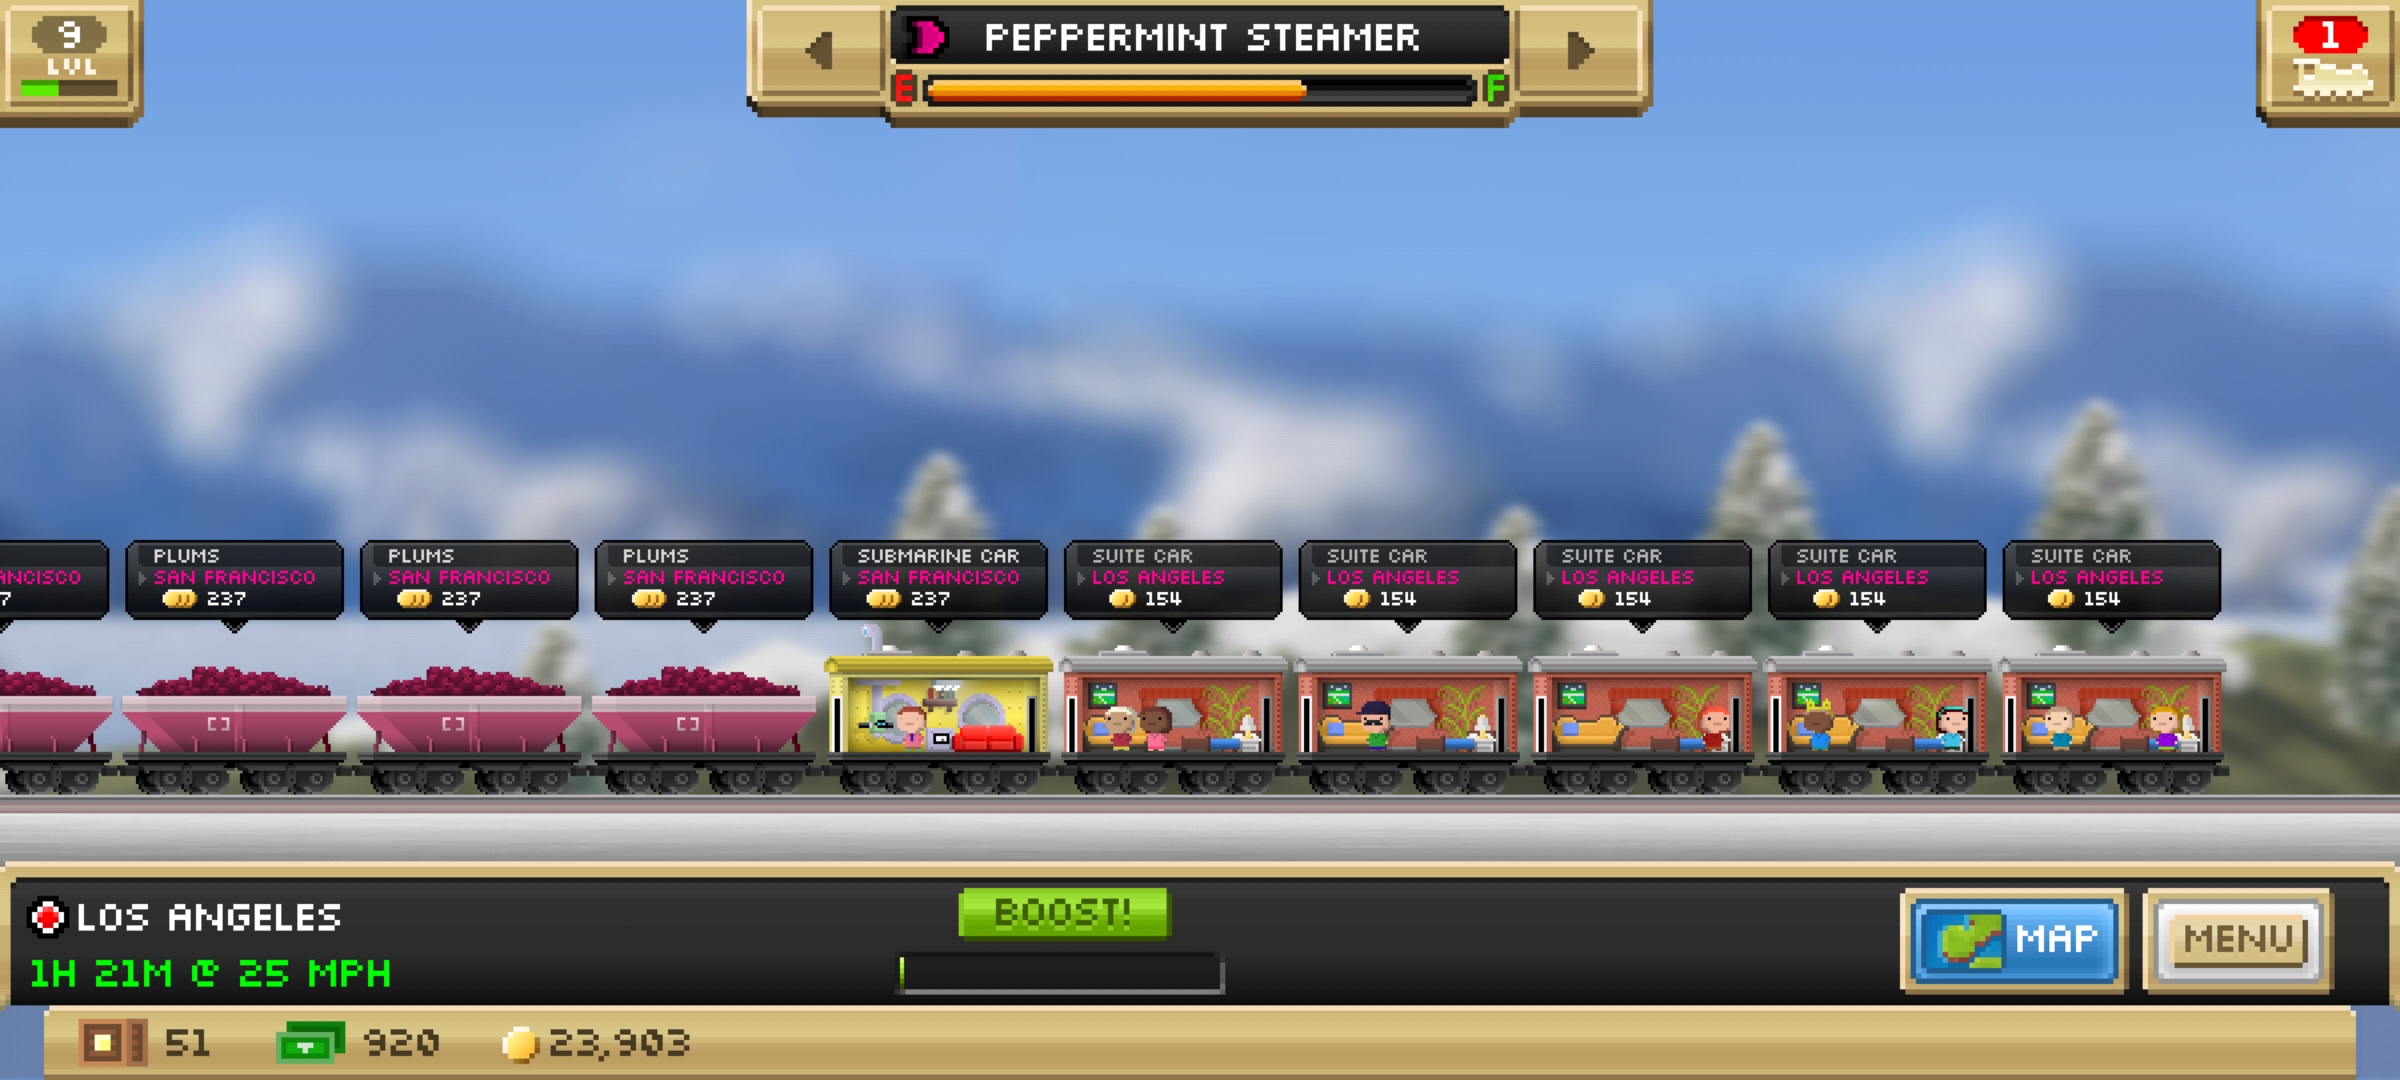 9
LVL
PEPPERMINT STEAMER
E
F
1
ANCISCO
7
PLUMS
SAN FRANCISCO
237
PLUMS
SAN FRANCISCO
237
PLUMS
SAN FRANCISCO
237
SUBMARINE CAR
SAN FRANCISCO
237
SUITE CAR
LOS ANGELES
154
SUITE CAR
LOS ANGELES
154
SUITE CAR
LOS ANGELES
154
SUITE CAR
LOS ANGELES
154
SUITE CAR
LOS ANGELES
154
LOS ANGELES
1H 21M @ 25 MPH
BOOST!
MAP
MENU
51
920
23,903